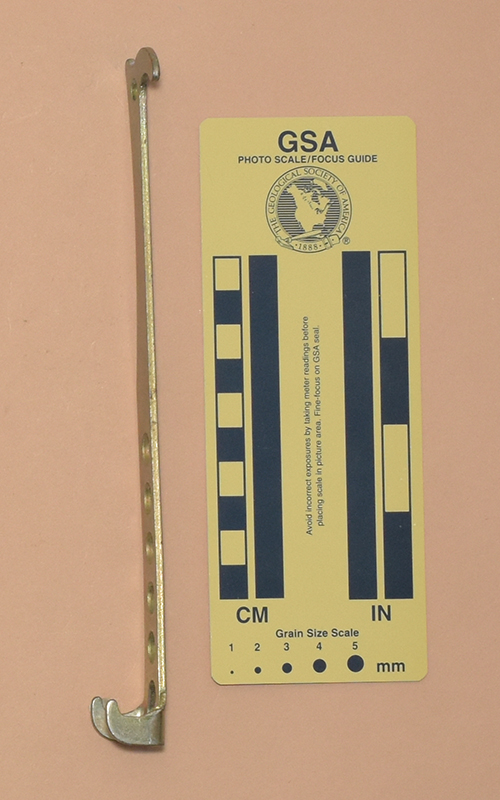 GSA
PHOTO SCALE/FOCUS GUIDE
THE GEOLOGICAL SOCIETY OF AMERICA
1888
®
Avoid incorrect exposures by taking meter readings before
placing scale in picture area. Fine-focus on GSA seal.
CM IN
Grain Size Scale
1 2 3 4 5
mm